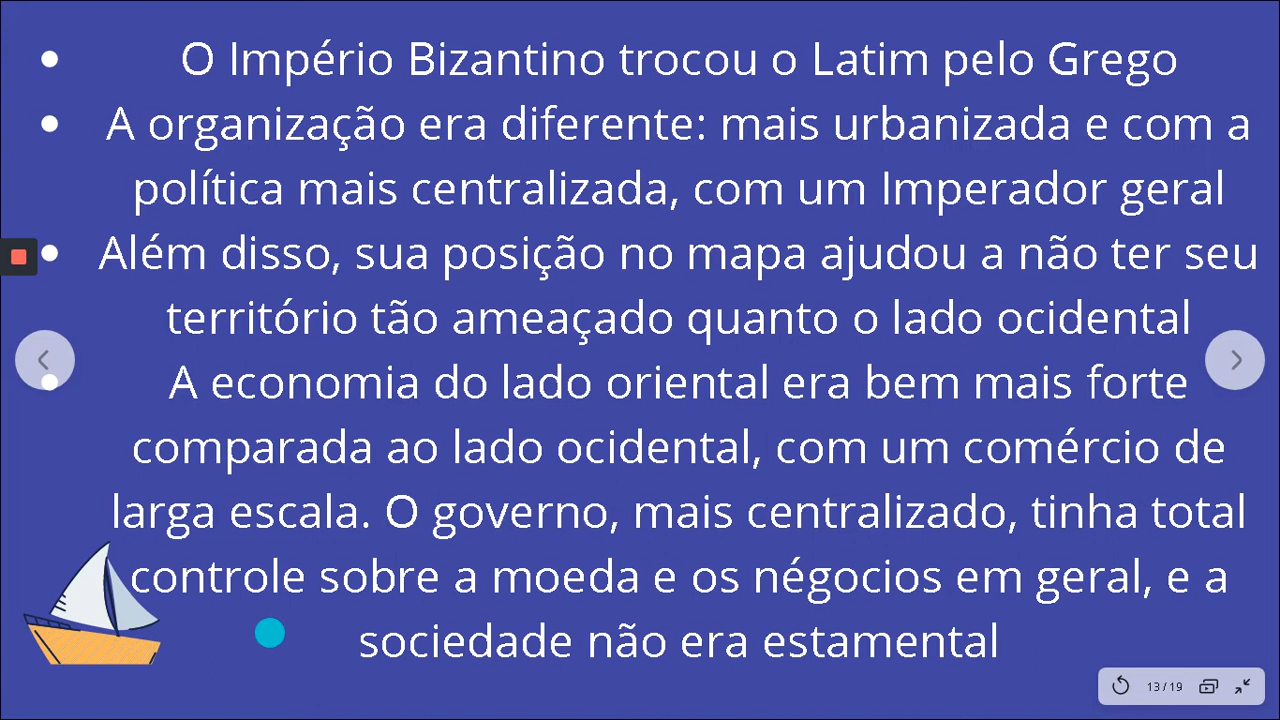 O Império Bizantino trocou o Latim pelo Grego
A organização era diferente: mais urbanizada e com a
política mais centralizada, com um Imperador geral
Além disso, sua posição no mapa ajudou a não ter seu
território tão ameaçado quanto o lado ocidental
A economia do lado oriental era bem mais forte
comparada ao lado ocidental, com um comércio de
larga escala. O governo, mais centralizado, tinha total
controle sobre a moeda e os négocios em geral, e a
sociedade não era estamental
13 / 19